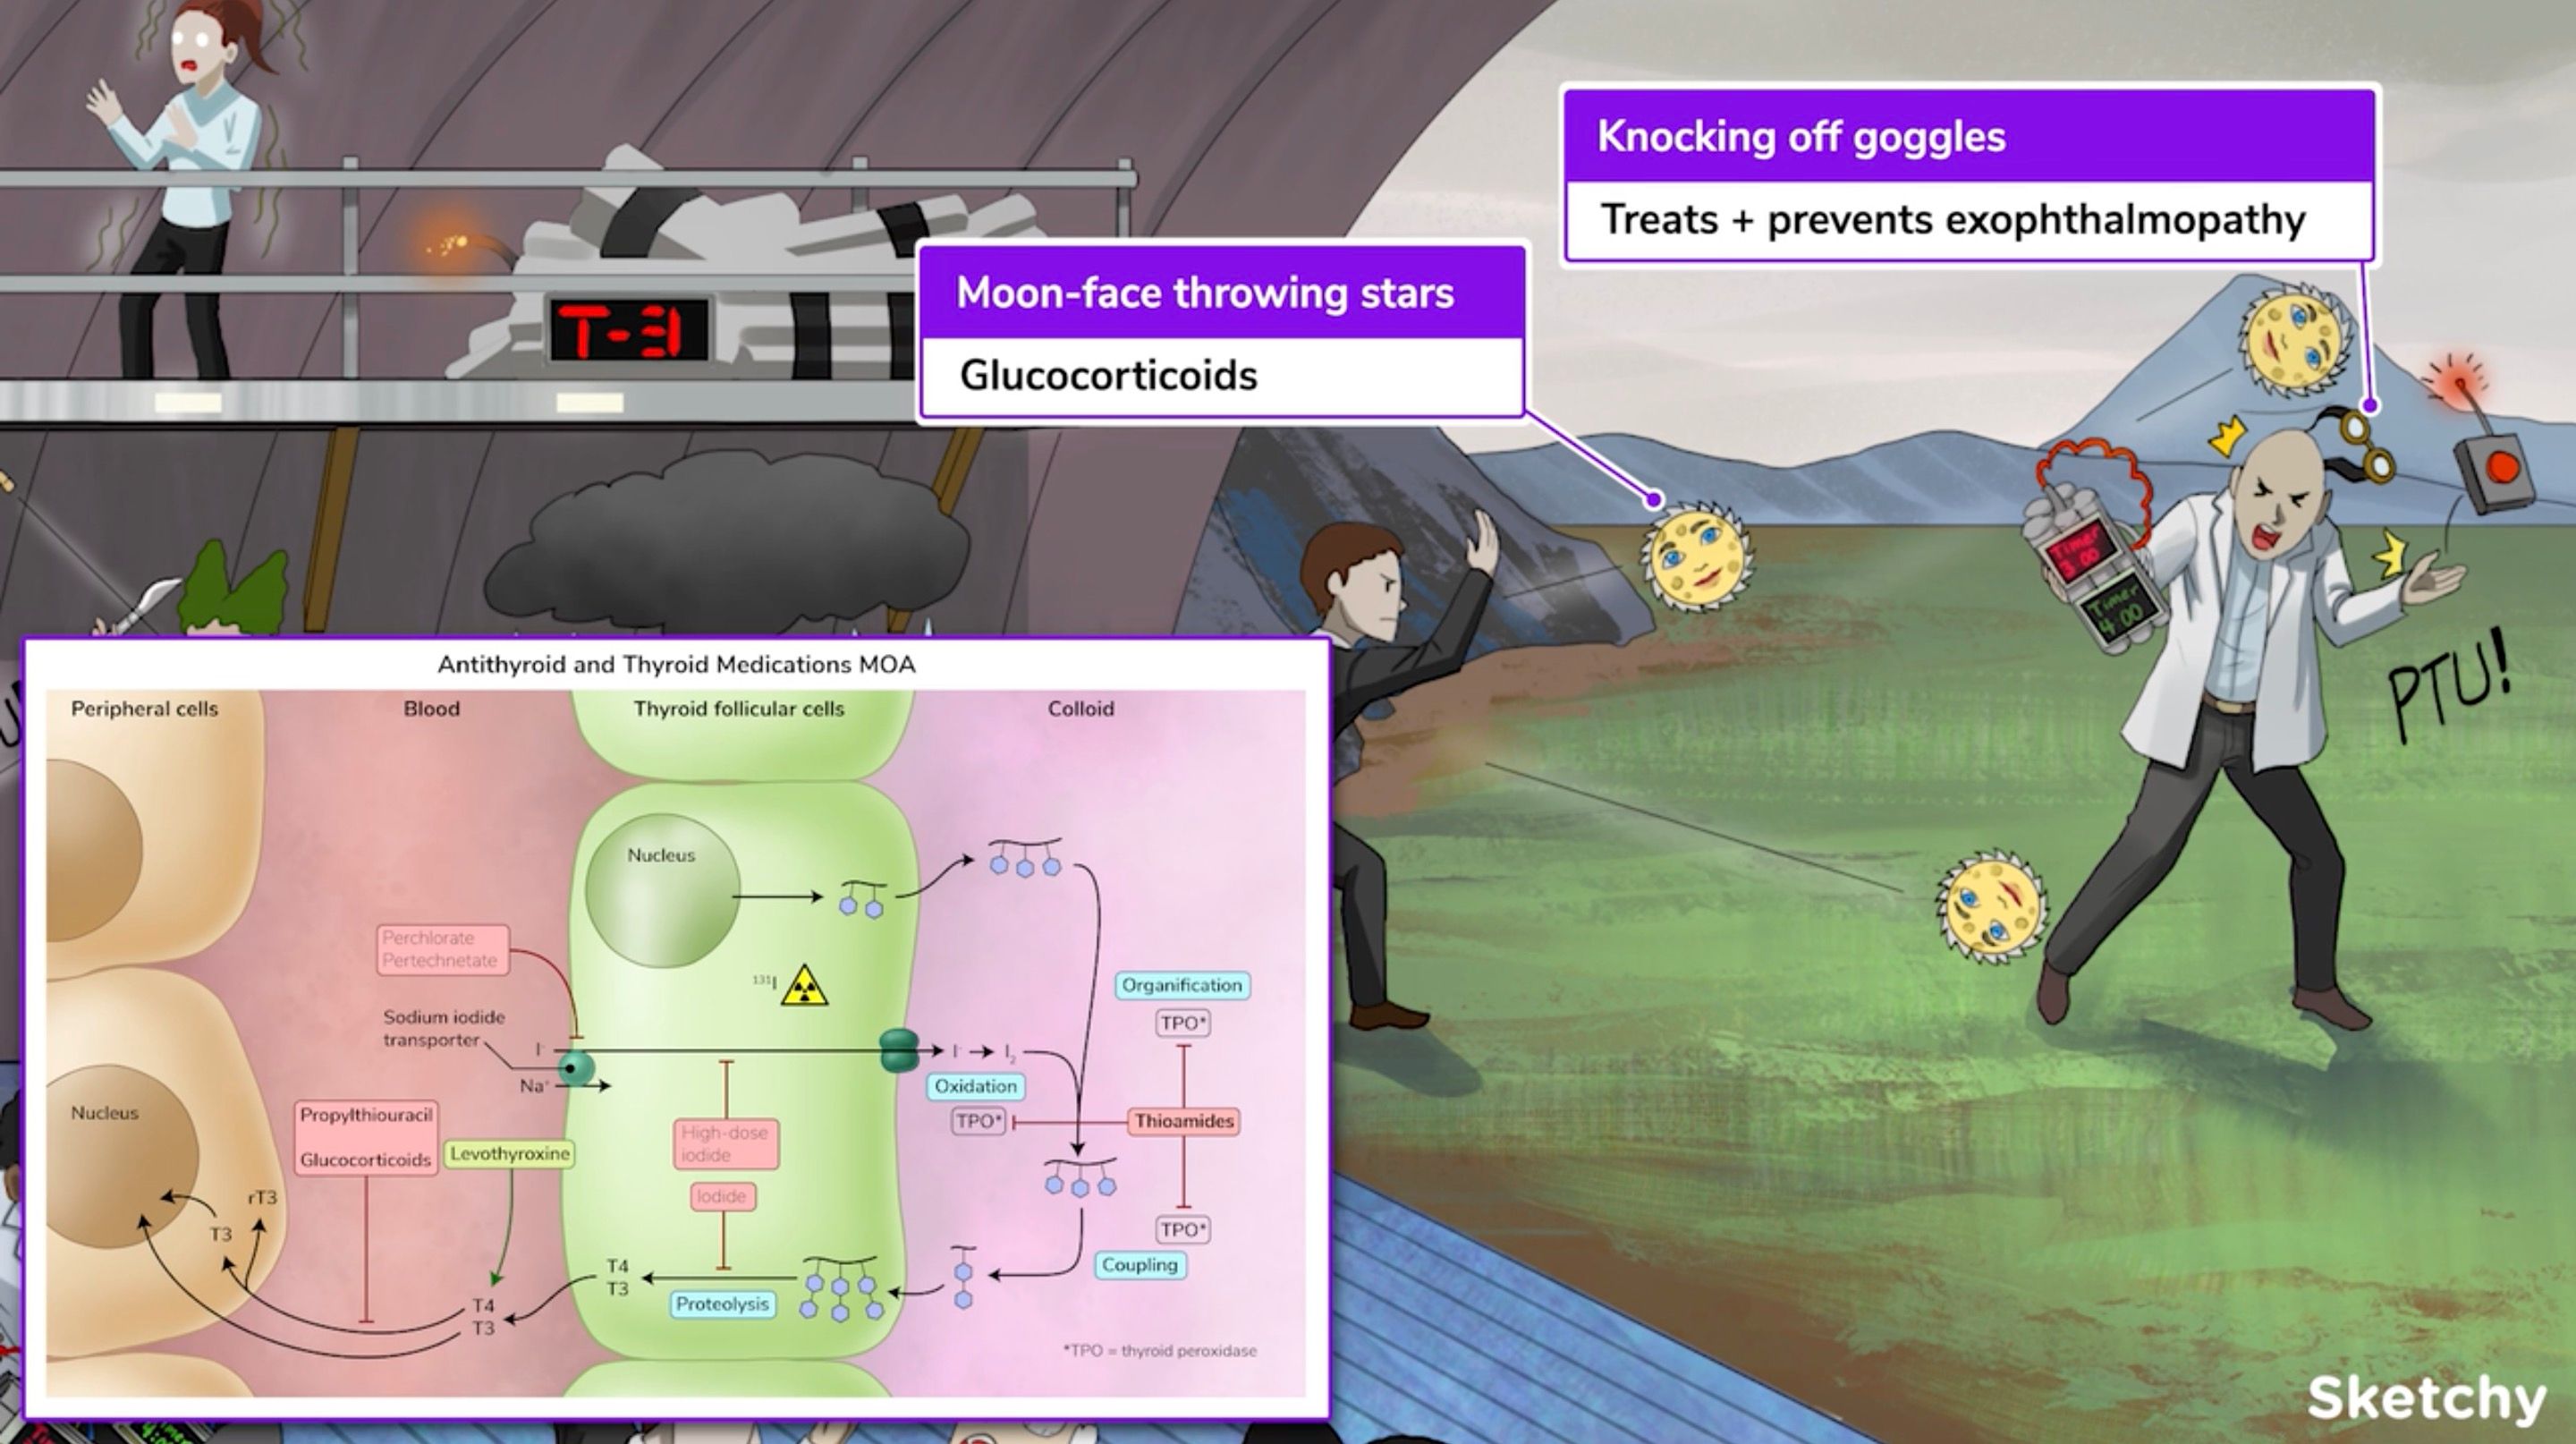 T-3
Knocking off goggles
Treats + prevents exophthalmopathy
Moon-face throwing stars
Glucocorticoids
Timer
3:00
Timer
4:00
PTU!
Antithyroid and Thyroid Medications MOA
Peripheral cells
Blood
Thyroid follicular cells
Colloid
Nucleus
Perchlorate
Pertechnetate
131I
Organification
TPO*
Sodium iodide
transporter
I-
Na+
I- I2
Oxidation
TPO*
Thioamides
Nucleus
Propylthiouracil
Glucocorticoids
Levothyroxine
High-dose
iodide
Iodide
rT3
T3
TPO*
Coupling
T4
T3
Proteolysis
T4
T3
*TPO = thyroid peroxidase
Sketchy